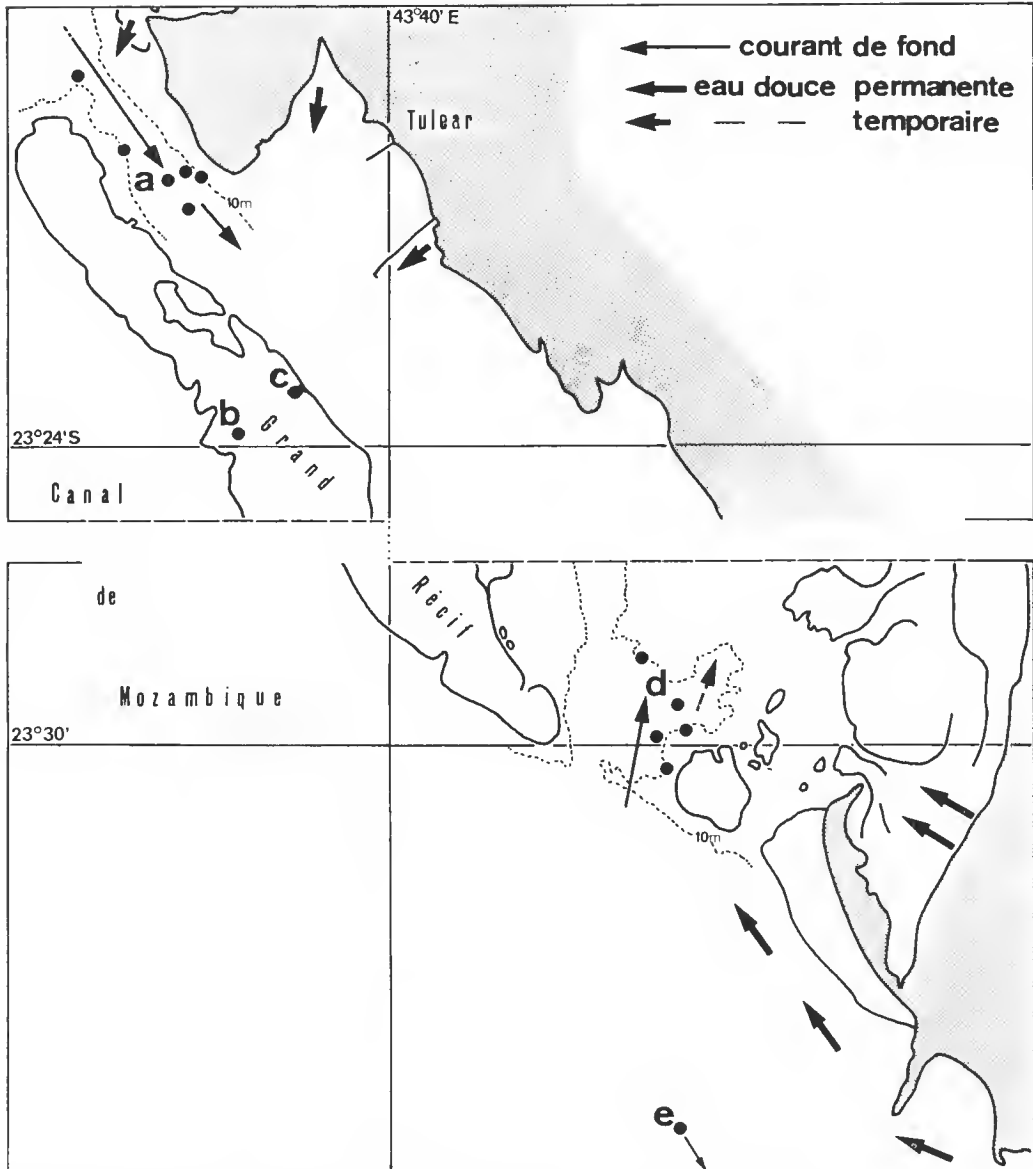 43°40' E
courant de fond
eau douce permanente
temporaire
Tulear
a
10m
c
b
23°24'S
Grand
Canal
de
Récif
Mozambique
d
23°30'
10m
e